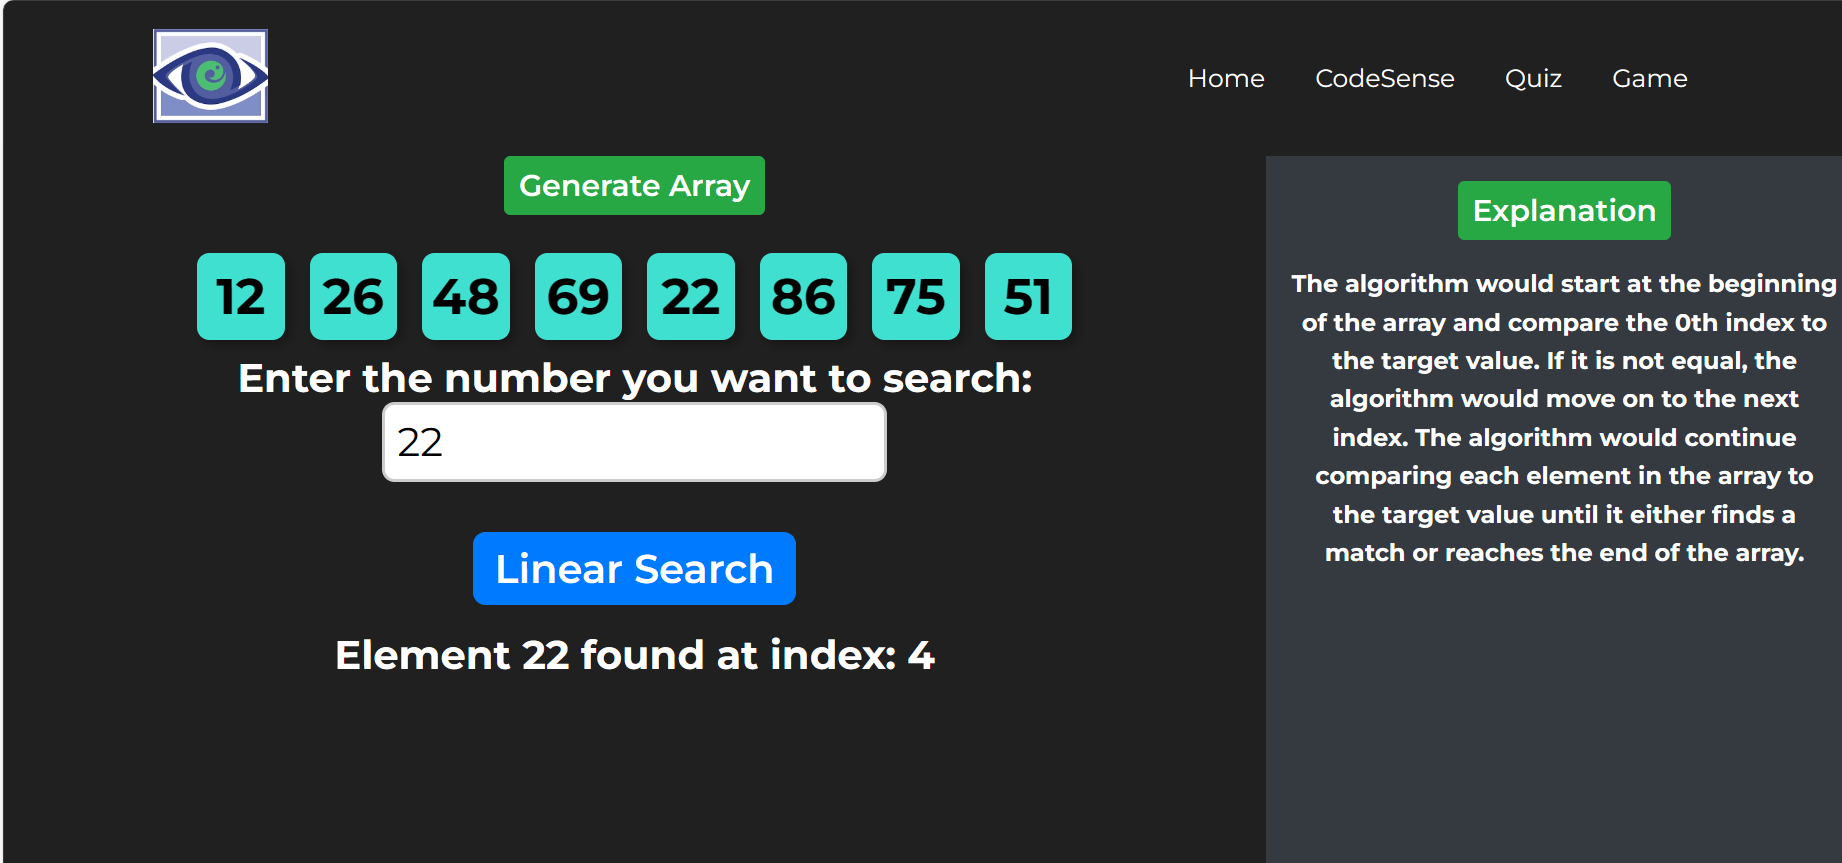 Home CodeSense Quiz Game
Generate Array
12 26 48 69 22 86 75 51
Enter the number you want to search:
22
Linear Search
Element 22 found at index: 4
Explanation
The algorithm would start at the beginning
of the array and compare the 0th index to
the target value. If it is not equal, the
algorithm would move on to the next
index. The algorithm would continue
comparing each element in the array to
the target value until it either finds a
match or reaches the end of the array.